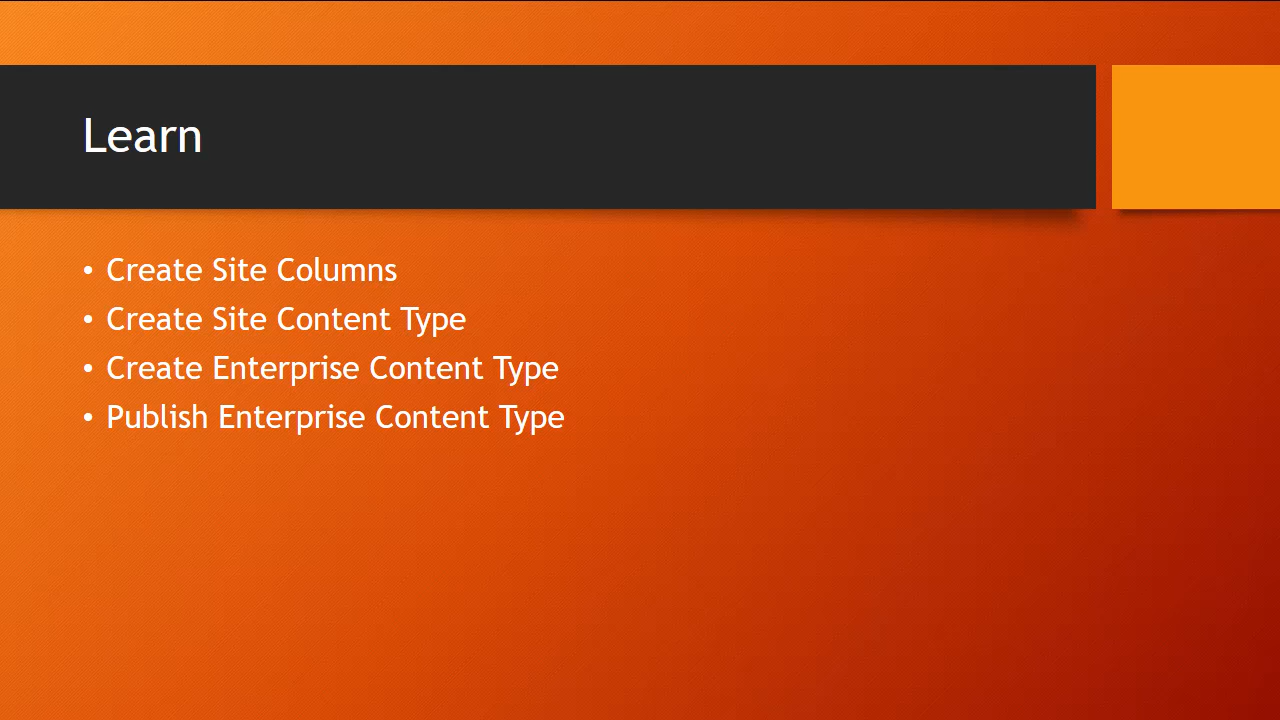 Learn
• Create Site Columns
• Create Site Content Type
• Create Enterprise Content Type
• Publish Enterprise Content Type